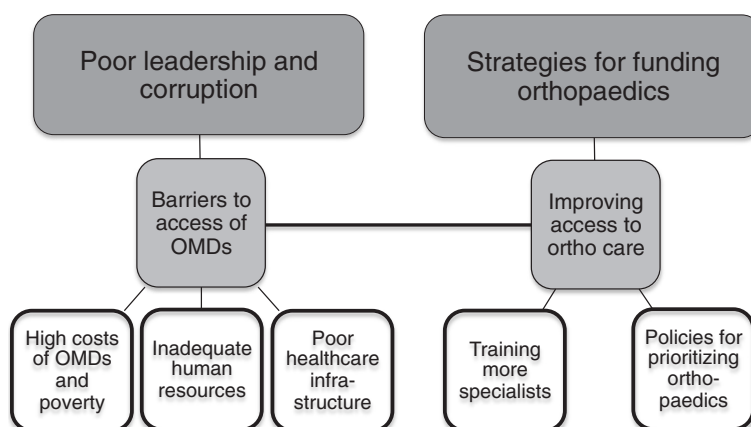 Poor leadership and
corruption
Strategies for funding
orthopaedics
Barriers to
access of
OMDs
Improving
access to
ortho care
High costs
of OMDs
and
poverty
Inadequate
human
resources
Poor
healthcare
infra-
structure
Training
more
specialists
Policies for
prioritizing
ortho-
paedics